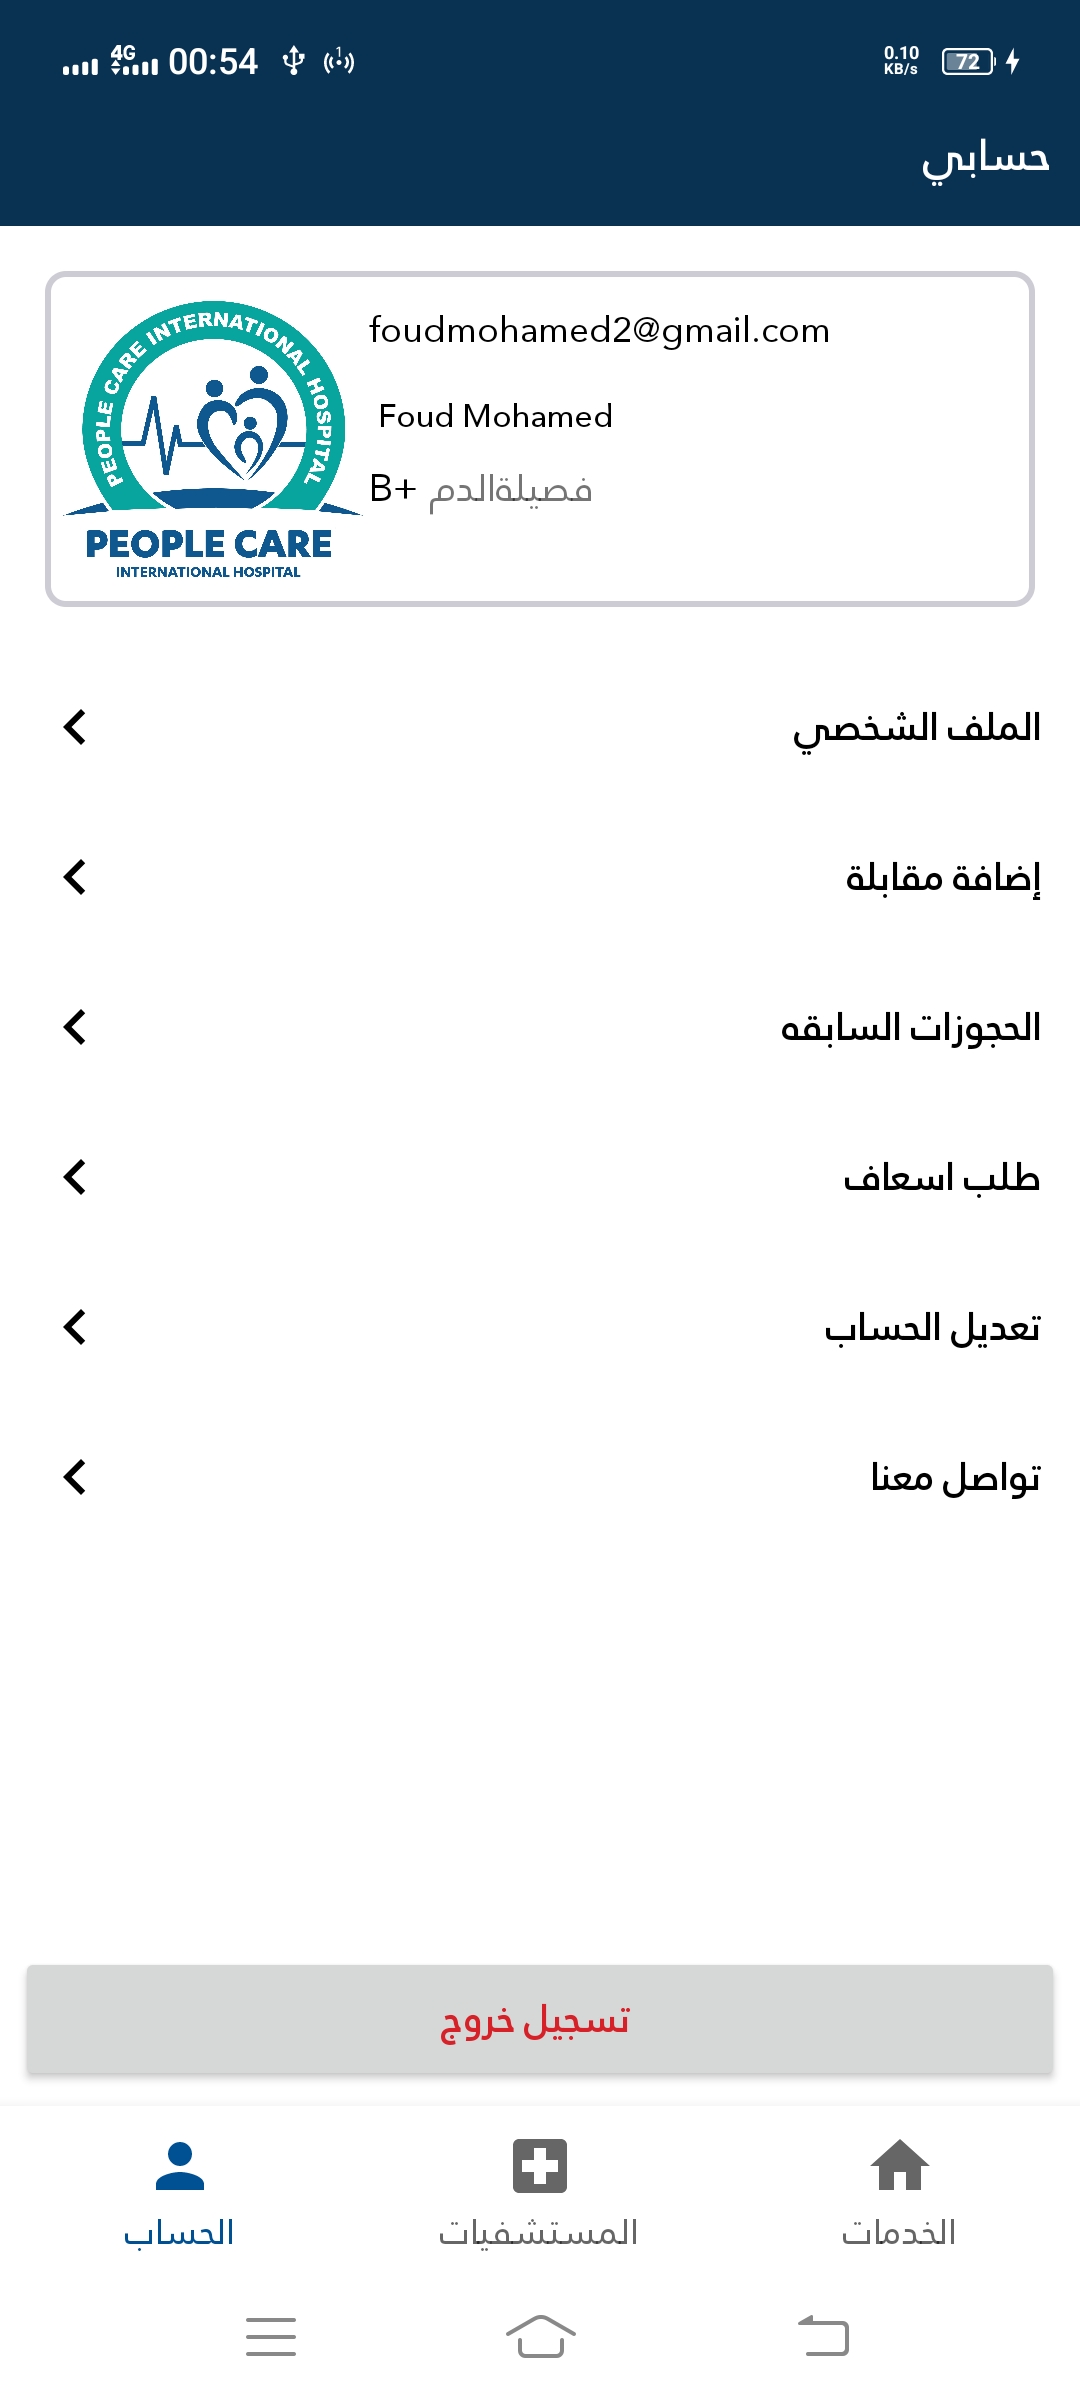 4G 00:54 1 0.10 KB/s 72
حسابي
PEOPLE CARE INTERNATIONAL HOSPITAL
PEOPLE CARE
INTERNATIONAL HOSPITAL
foudmohamed2@gmail.com
Foud Mohamed
B+ فصيلةالدم
الملف الشخصي
إضافة مقابلة
الحجوزات السابقه
طلب اسعاف
تعديل الحساب
تواصل معنا
تسجيل خروج
الخدمات
المستشفيات
الحساب